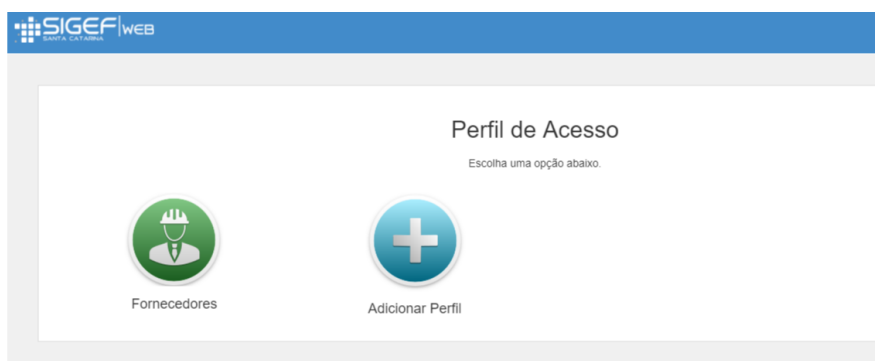 SIGEF WEB
SANTA CATARINA
Perfil de Acesso
Escolha uma opção abaixo.
Fornecedores
Adicionar Perfil